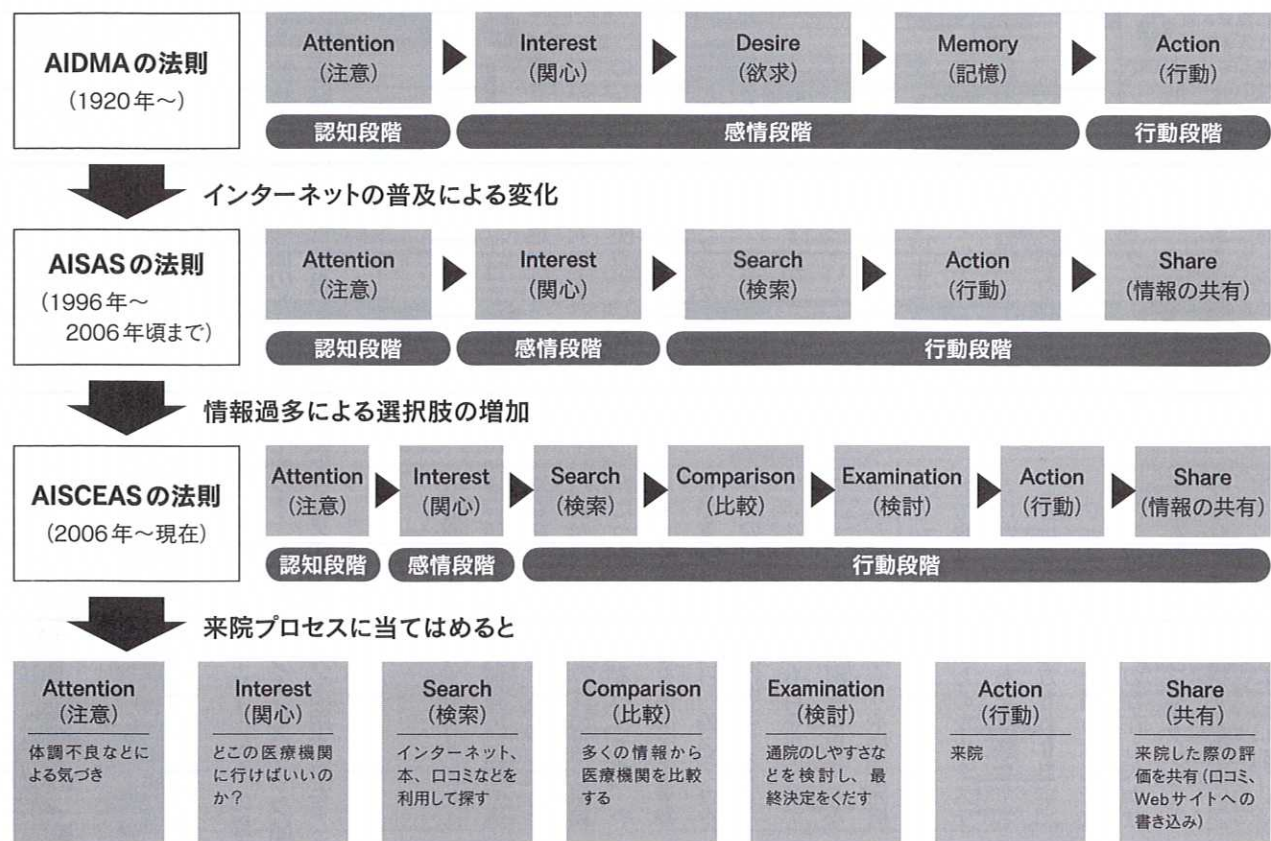 AIDMAの法則
(1920年～)
Attention
(注意)
Interest
(関心)
Desire
(欲求)
Memory
(記憶)
Action
(行動)
認知段階
感情段階
行動段階
インターネットの普及による変化
AISASの法則
(1996年～
2006年頃まで)
Attention
(注意)
Interest
(関心)
Search
(検索)
Action
(行動)
Share
(情報の共有)
認知段階
感情段階
行動段階
情報過多による選択肢の増加
AISCEASの法則
(2006年～現在)
Attention
(注意)
Interest
(関心)
Search
(検索)
Comparison
(比較)
Examination
(検討)
Action
(行動)
Share
(情報の共有)
認知段階
感情段階
行動段階
来院プロセスに当てはめると
Attention
(注意)
体調不良などに
よる気づき
Interest
(関心)
どこの医療機関
に行けばいいの
か？
Search
(検索)
インターネット、
本、口コミなどを
利用して探す
Comparison
(比較)
多くの情報から
医療機関を比較
する
Examination
(検討)
通院のしやすさな
どを検討し、最
終決定をくだす
Action
(行動)
来院
Share
(共有)
来院した際の評
価を共有(口コミ、
Webサイトへの
書き込み)